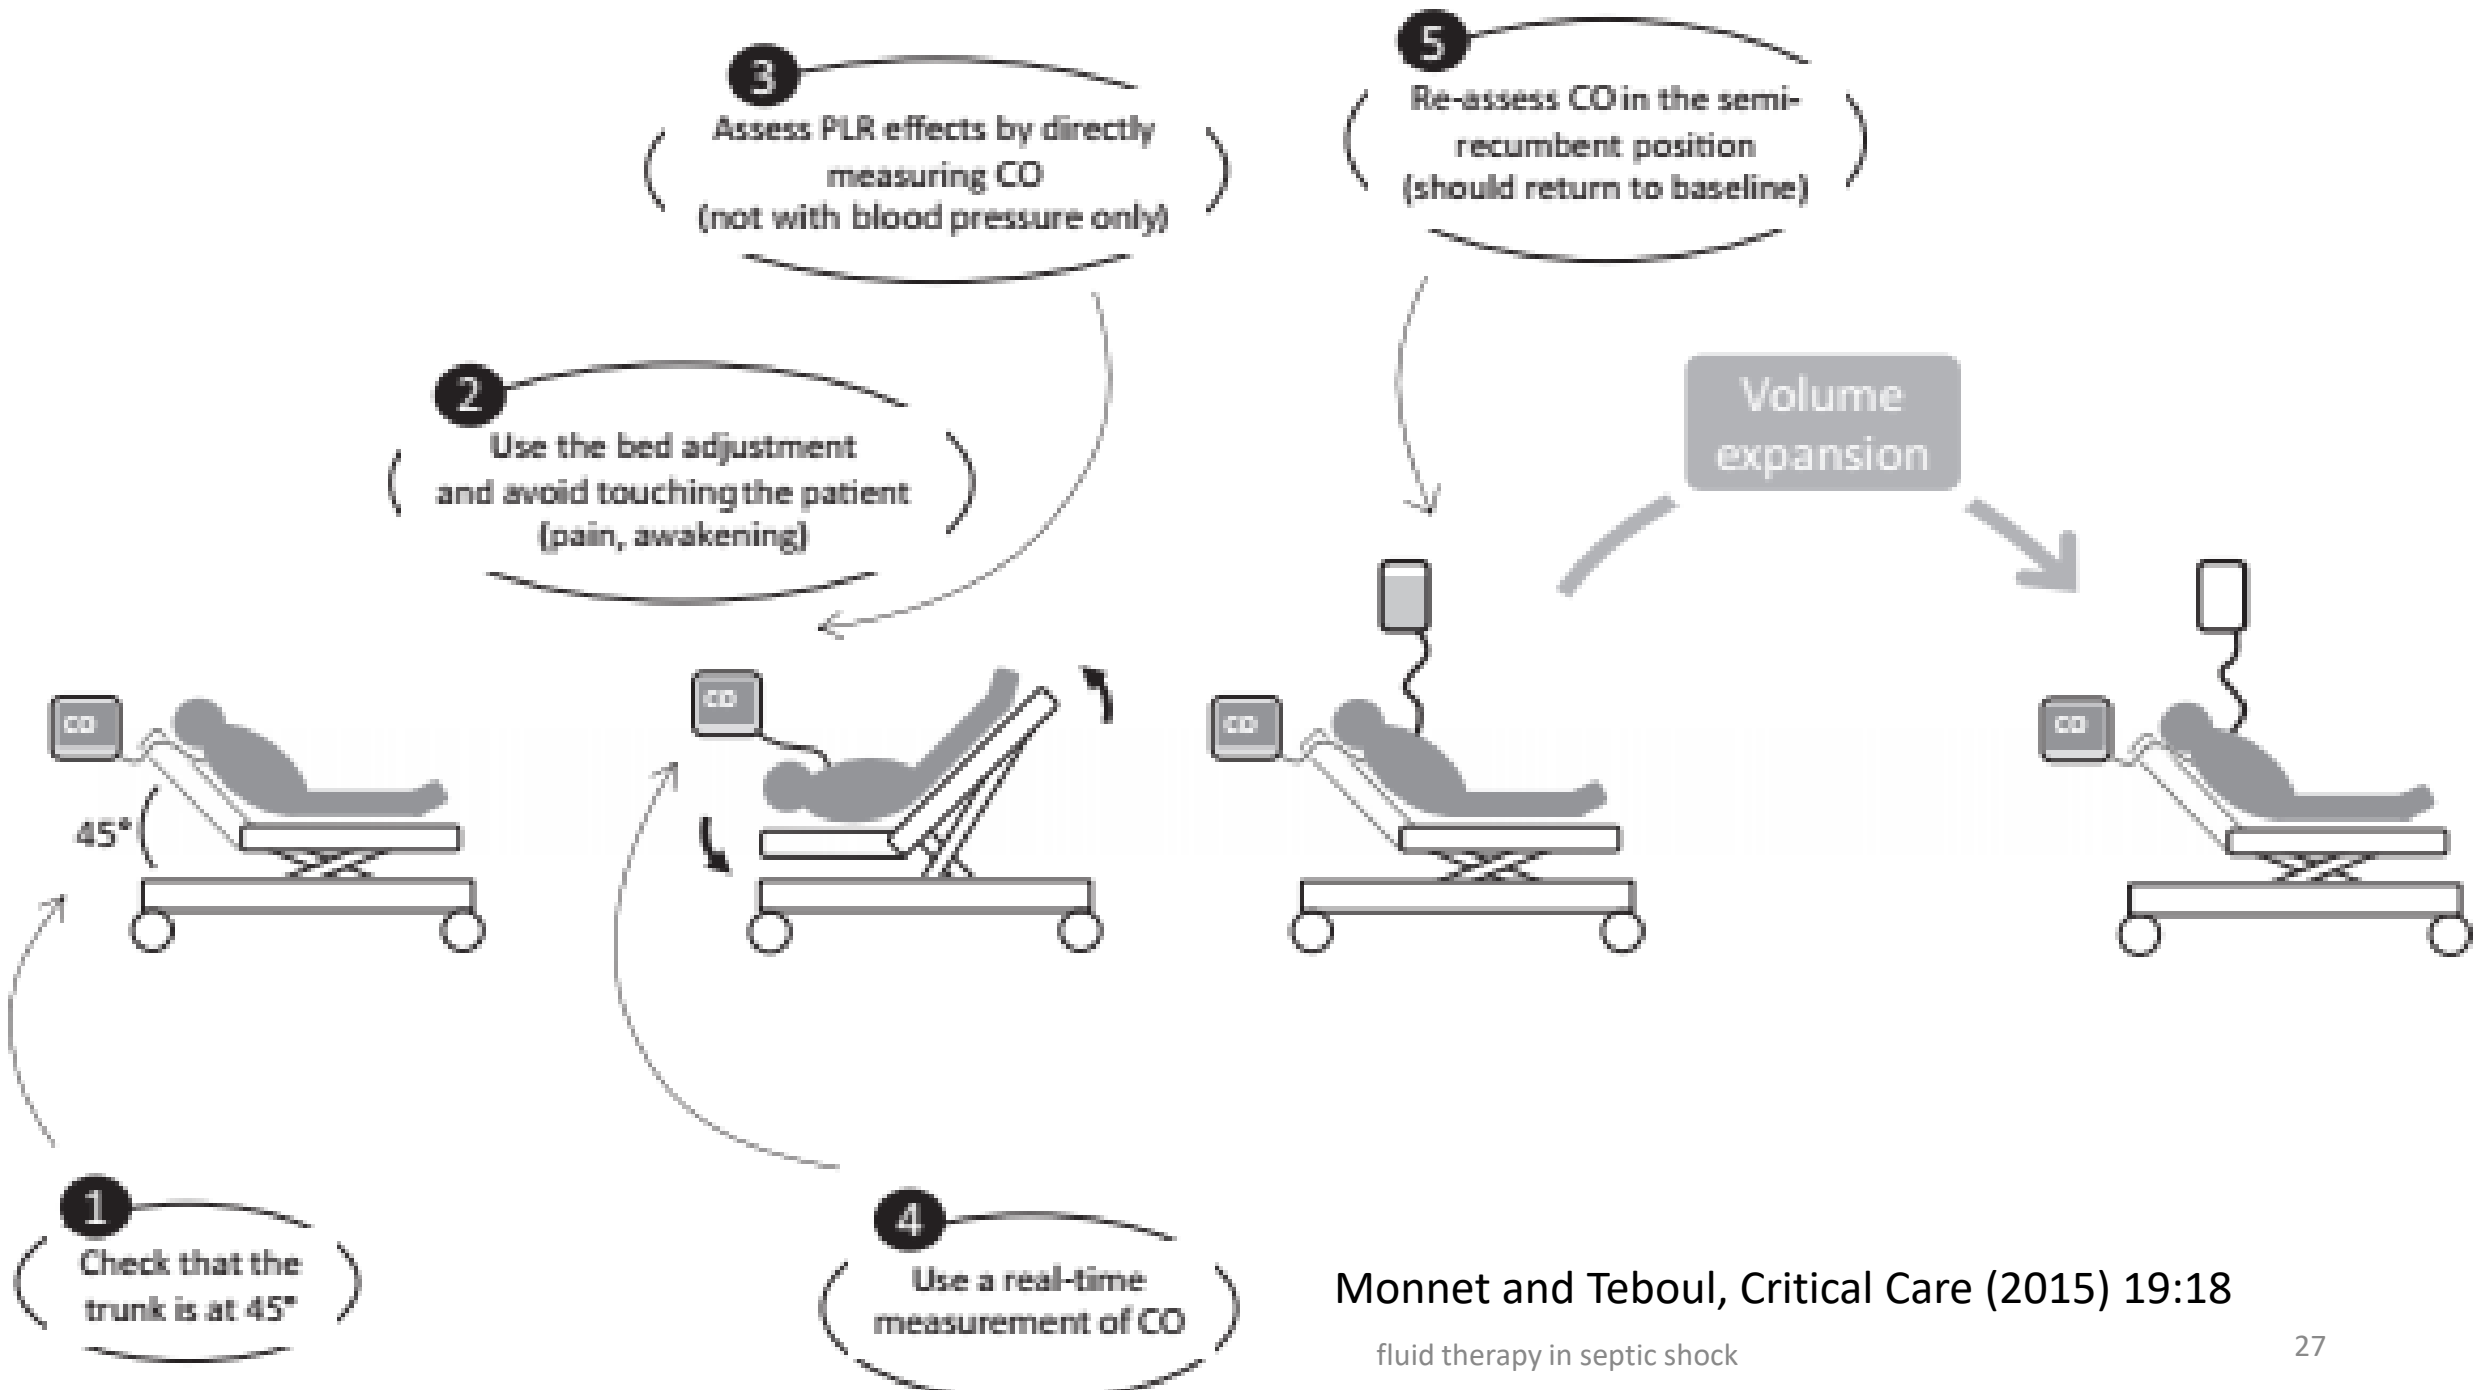 3
Assess PLR effects by directly
measuring CO
(not with blood pressure only)
5
Re-assess CO in the semi-
recumbent position
(should return to baseline)
2
Use the bed adjustment
and avoid touching the patient
(pain, awakening)
Volume
expansion
CO
45°
CO
CO
CO
1
Check that the
trunk is at 45°
4
Use a real-time
measurement of CO
Monnet and Teboul, Critical Care (2015) 19:18
fluid therapy in septic shock
27